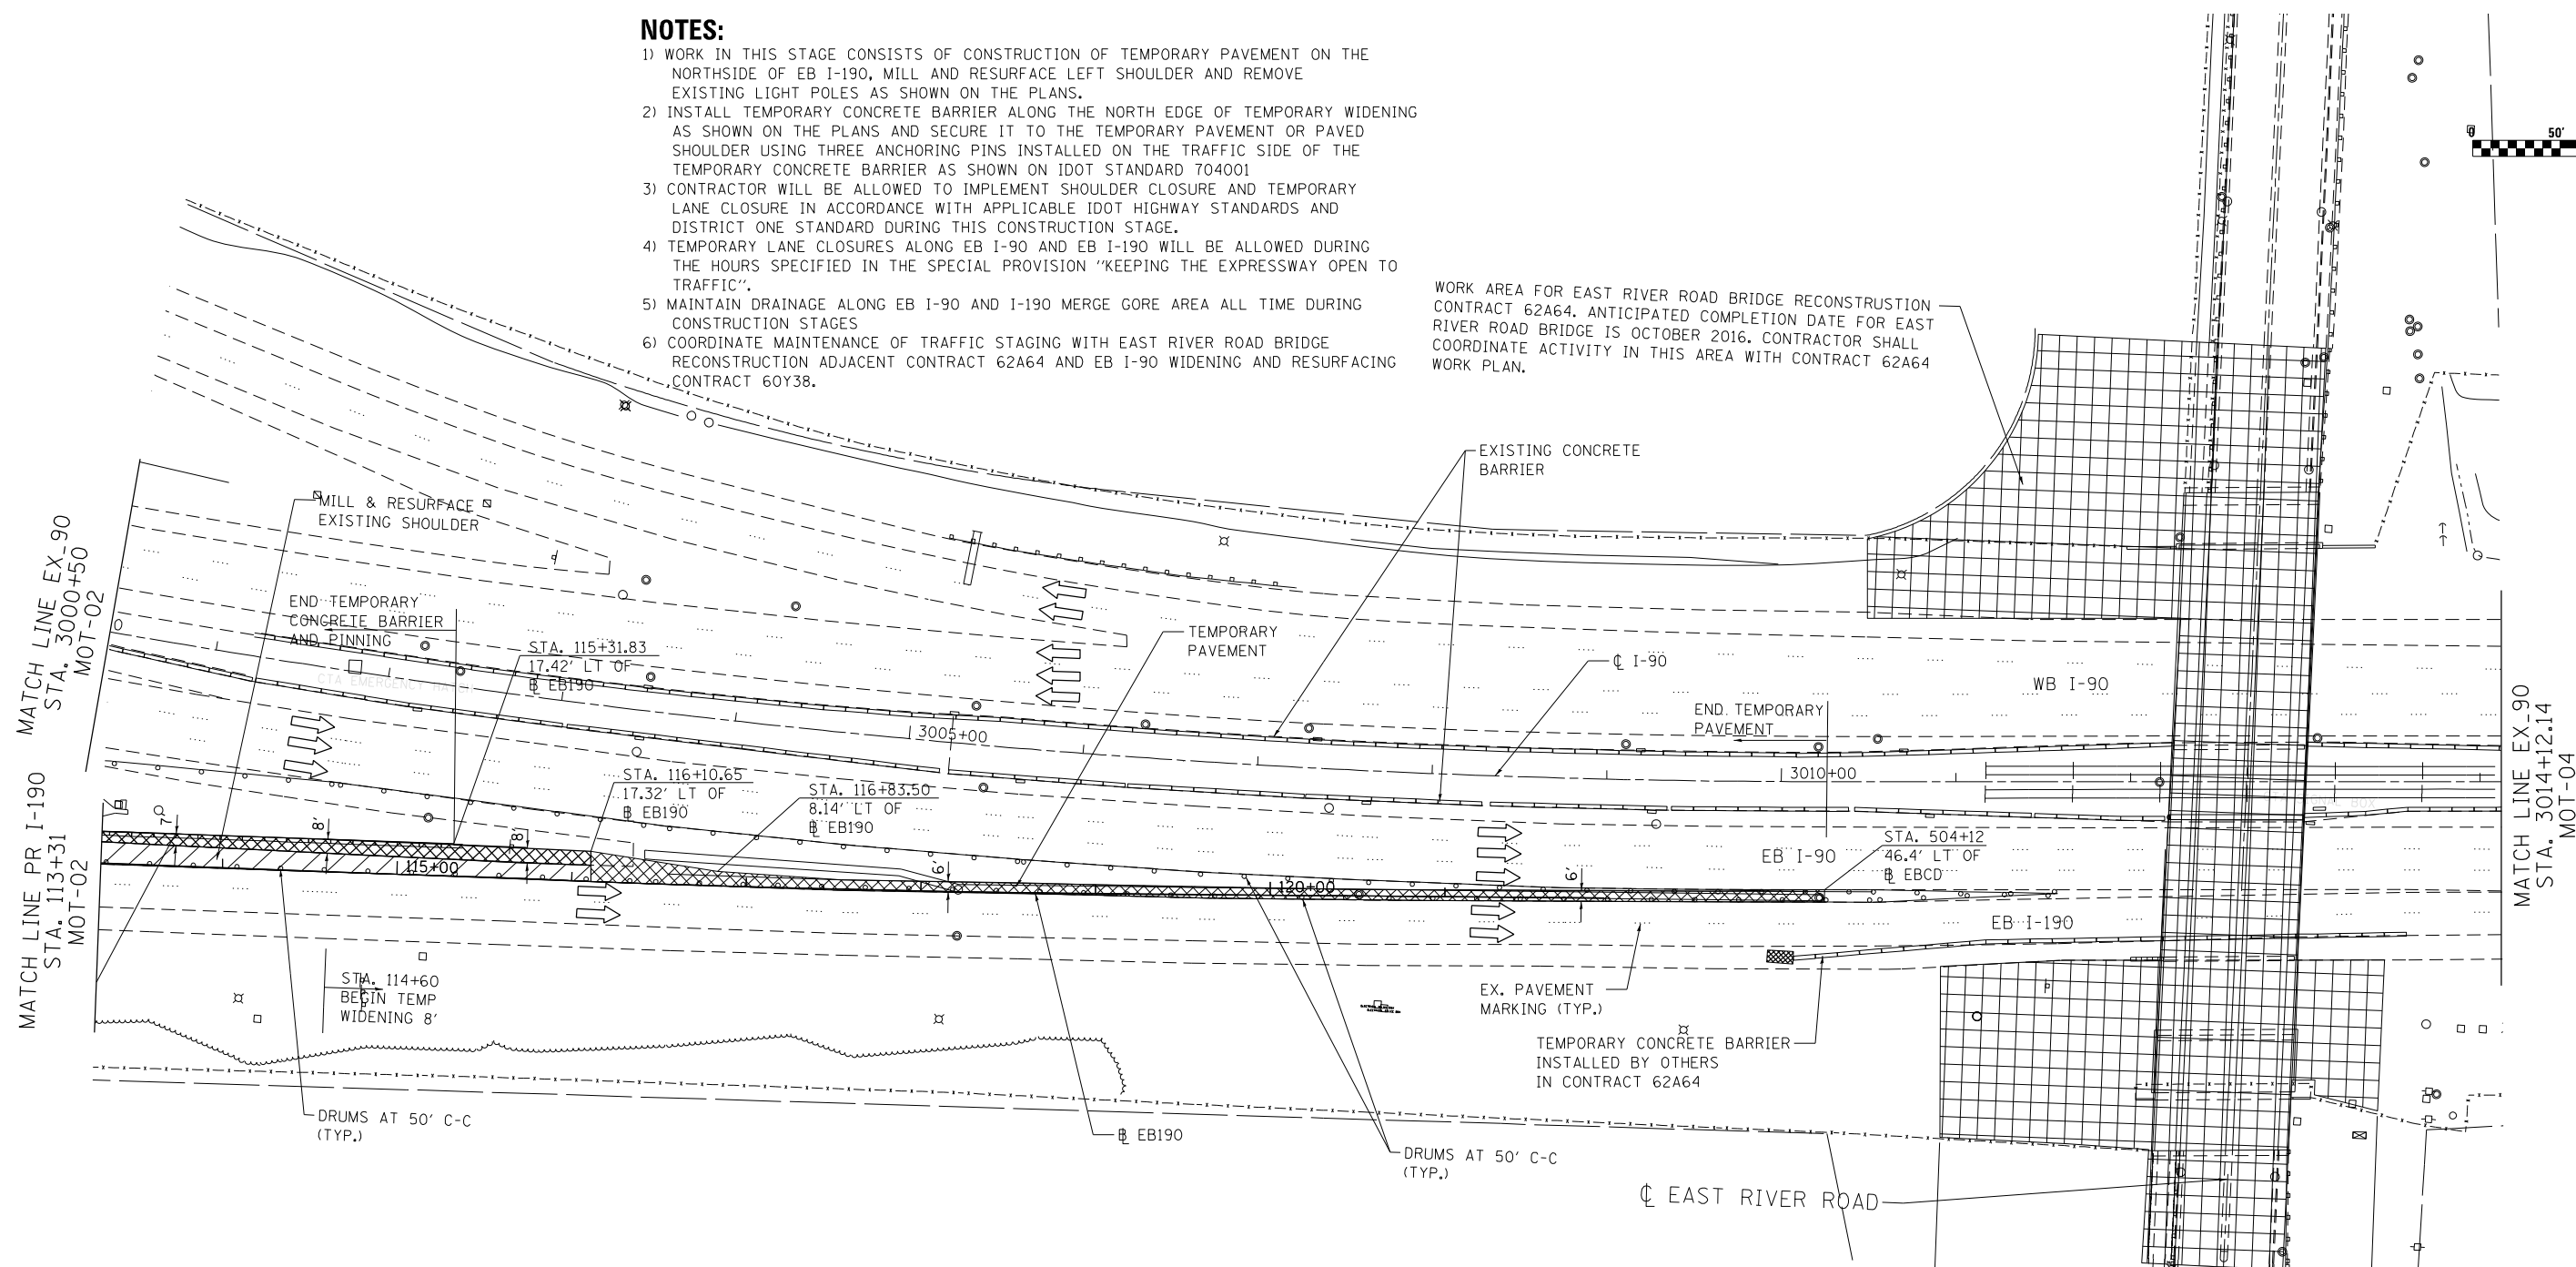 NOTES:
1) WORK IN THIS STAGE CONSISTS OF CONSTRUCTION OF TEMPORARY PAVEMENT ON THE
NORTHSIDE OF EB I-190, MILL AND RESURFACE LEFT SHOULDER AND REMOVE
EXISTING LIGHT POLES AS SHOWN ON THE PLANS.
2) INSTALL TEMPORARY CONCRETE BARRIER ALONG THE NORTH EDGE OF TEMPORARY WIDENING
AS SHOWN ON THE PLANS AND SECURE IT TO THE TEMPORARY PAVEMENT OR PAVED
SHOULDER USING THREE ANCHORING PINS INSTALLED ON THE TRAFFIC SIDE OF THE
TEMPORARY CONCRETE BARRIER AS SHOWN ON IDOT STANDARD 704001
3) CONTRACTOR WILL BE ALLOWED TO IMPLEMENT SHOULDER CLOSURE AND TEMPORARY
LANE CLOSURE IN ACCORDANCE WITH APPLICABLE IDOT HIGHWAY STANDARDS AND
DISTRICT ONE STANDARD DURING THIS CONSTRUCTION STAGE.
4) TEMPORARY LANE CLOSURES ALONG EB I-90 AND EB I-190 WILL BE ALLOWED DURING
THE HOURS SPECIFIED IN THE SPECIAL PROVISION "KEEPING THE EXPRESSWAY OPEN TO
TRAFFIC".
5) MAINTAIN DRAINAGE ALONG EB I-90 AND I-190 MERGE GORE AREA ALL TIME DURING
CONSTRUCTION STAGES
6) COORDINATE MAINTENANCE OF TRAFFIC STAGING WITH EAST RIVER ROAD BRIDGE
RECONSTRUCTION ADJACENT CONTRACT 62A64 AND EB I-90 WIDENING AND RESURFACING
CONTRACT 60Y38.
0 50'
WORK AREA FOR EAST RIVER ROAD BRIDGE RECONSTRUSTION
CONTRACT 62A64. ANTICIPATED COMPLETION DATE FOR EAST
RIVER ROAD BRIDGE IS OCTOBER 2016. CONTRACTOR SHALL
COORDINATE ACTIVITY IN THIS AREA WITH CONTRACT 62A64
WORK PLAN.
EXISTING CONCRETE
BARRIER
MILL & RESURFACE
EXISTING SHOULDER
MATCH LINE EX_90
STA. 3000+50
MOT-02
END TEMPORARY
CONCRETE BARRIER
AND PINNING
0
CTA EMERGENCY HATCH
STA. 115+31.83
17.42' LT OF
℄ EB190
TEMPORARY
PAVEMENT
℄ I-90
WB I-90
END TEMPORARY
PAVEMENT
3005+00
3010+00
STA. 116+10.65
17.32' LT OF
℄ EB190
STA. 116+83.50
8.14' LT OF
℄ EB190
BOX
MATCH LINE EX_90
STA. 3014+12.14
MOT-04
7'
8'
8'
6'
6'
115+00
120+00
EB I-90
STA. 504+12
46.4' LT OF
℄ EBCD
EB I-190
MATCH LINE PR I-190
STA. 113+31
MOT-02
STA. 114+60
BEGIN TEMP
WIDENING 8'
EX. PAVEMENT
MARKING (TYP.)
TEMPORARY CONCRETE BARRIER
INSTALLED BY OTHERS
IN CONTRACT 62A64
DRUMS AT 50' C-C
(TYP.)
℄ EB190
DRUMS AT 50' C-C
(TYP.)
℄ EAST RIVER ROAD